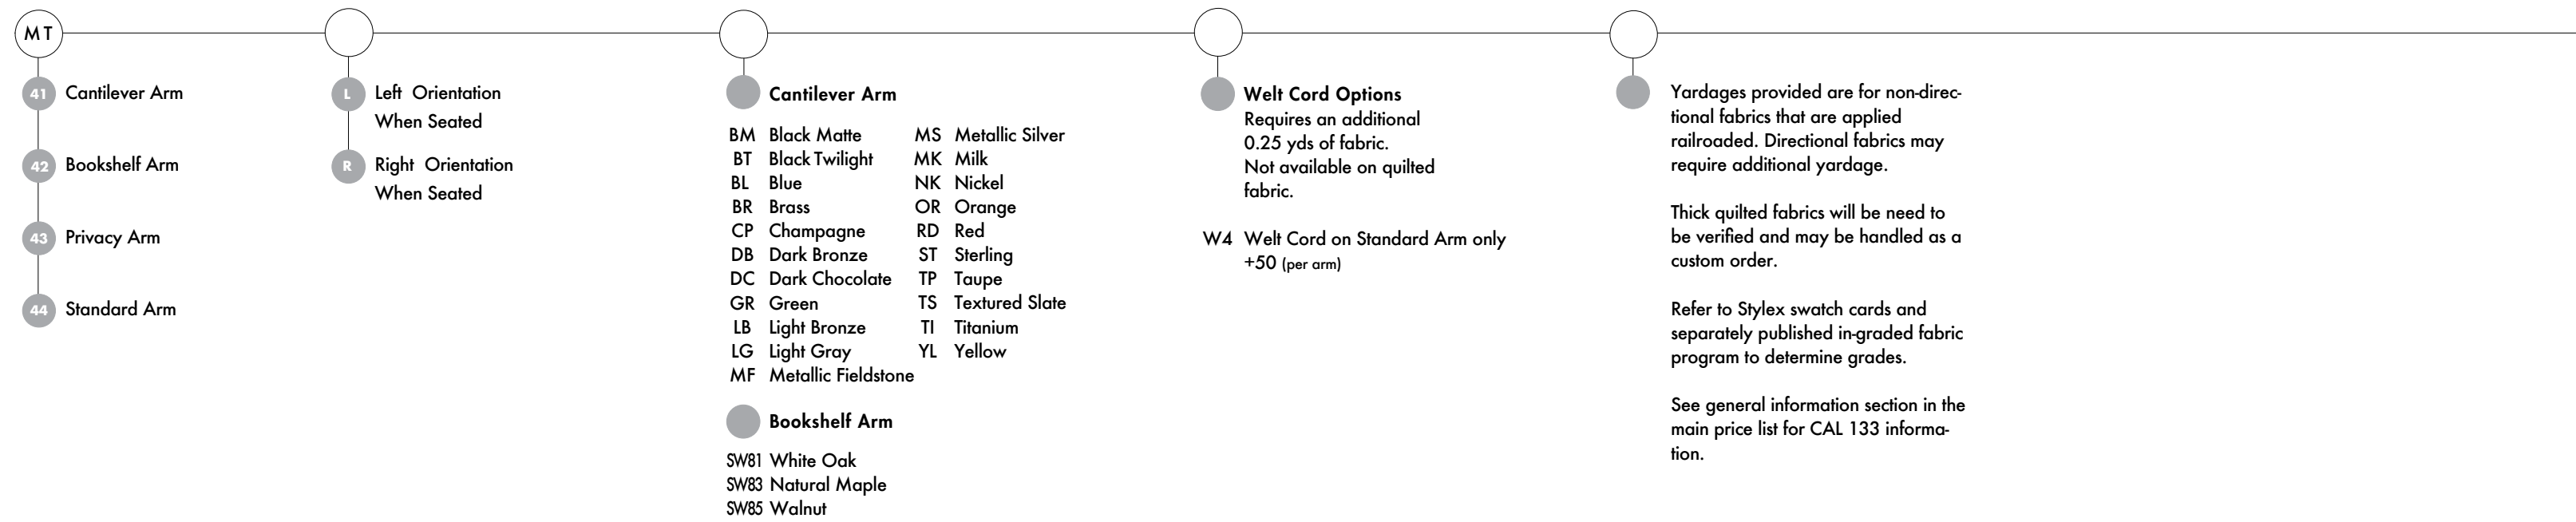 MT
41 Cantilever Arm
42 Bookshelf Arm
43 Privacy Arm
44 Standard Arm
L Left Orientation
When Seated
R Right Orientation
When Seated
Cantilever Arm
BM Black Matte
BT Black Twilight
BL Blue
BR Brass
CP Champagne
DB Dark Bronze
DC Dark Chocolate
GR Green
LB Light Bronze
LG Light Gray
MF Metallic Fieldstone
MS Metallic Silver
MK Milk
NK Nickel
OR Orange
RD Red
ST Sterling
TP Taupe
TS Textured Slate
TI Titanium
YL Yellow
Bookshelf Arm
SW81 White Oak
SW83 Natural Maple
SW85 Walnut
Welt Cord Options
Requires an additional
0.25 yds of fabric.
Not available on quilted
fabric.
W4 Welt Cord on Standard Arm only
+50 (per arm)
Yardages provided are for non-direc-
tional fabrics that are applied
railroaded. Directional fabrics may
require additional yardage.
Thick quilted fabrics will be need to
be verified and may be handled as a
custom order.
Refer to Stylex swatch cards and
separately published in-graded fabric
program to determine grades.
See general information section in the
main price list for CAL 133 informa-
tion.